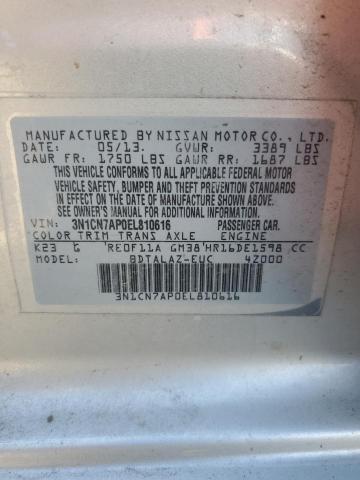 MANUFACTURED BY NISSAN MOTOR CO., LTD.
DATE: 05/13. GVWR: 3389 LBS
GAWR FR: 1750 LBS GAWR RR: 1687 LBS
THIS VEHICLE CONFORMS TO ALL APPLICABLE FEDERAL MOTOR
VEHICLE SAFETY, BUMPER AND THEFT PREVENTION STANDARDS
IN EFFECT ON THE DATE OF MANUFACTURE SHOWN ABOVE.
SEE OWNER'S MANUAL FOR ADDITIONAL INFORMATION.
VIN: 3N1CN7AP0EL810616 PASSENGER CAR.
COLOR TRIM TRANS AXLE ENGINE
K23 G 'RE0F11A GM38'HR16DE1598 CC
MODEL: BDTALAZ-EUC 4Z000
3N1CN7AP0EL810616